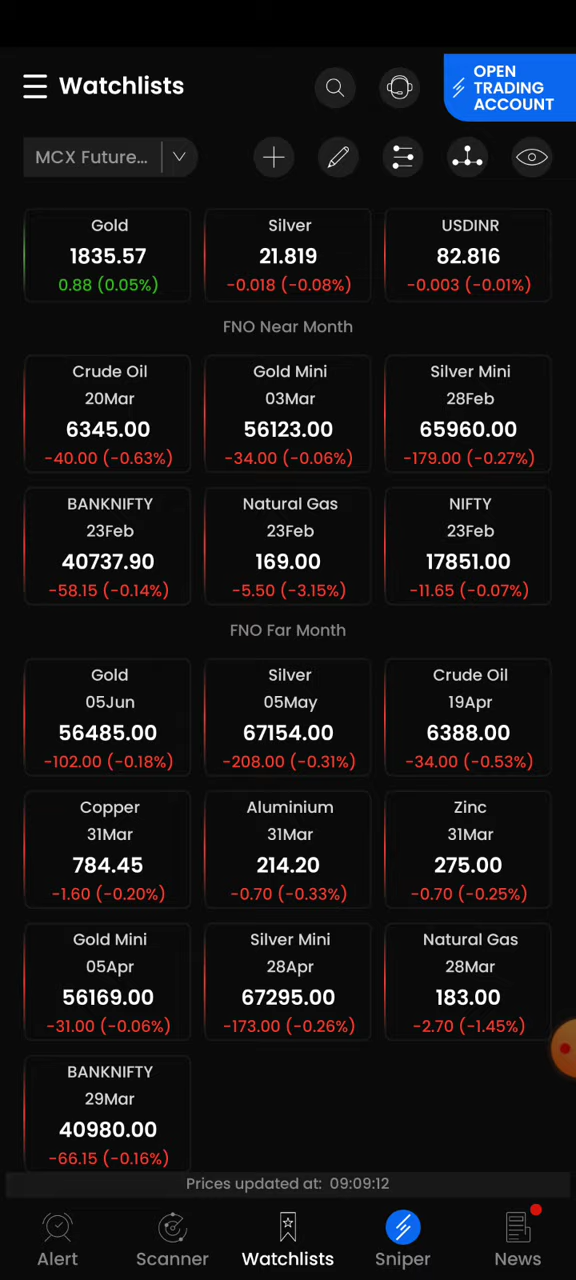 Watchlists
OPEN
TRADING
ACCOUNT
MCX Future...
Gold
1835.57
0.88 (0.05%)
Silver
21.819
-0.018 (-0.08%)
USDINR
82.816
-0.003 (-0.01%)
FNO Near Month
Crude Oil
20Mar
6345.00
-40.00 (-0.63%)
Gold Mini
03Mar
56123.00
-34.00 (-0.06%)
Silver Mini
28Feb
65960.00
-179.00 (-0.27%)
BANKNIFTY
23Feb
40737.90
-58.15 (-0.14%)
Natural Gas
23Feb
169.00
-5.50 (-3.15%)
NIFTY
23Feb
17851.00
-11.65 (-0.07%)
FNO Far Month
Gold
05Jun
56485.00
-102.00 (-0.18%)
Silver
05May
67154.00
-208.00 (-0.31%)
Crude Oil
19Apr
6388.00
-34.00 (-0.53%)
Copper
31Mar
784.45
-1.60 (-0.20%)
Aluminium
31Mar
214.20
-0.70 (-0.33%)
Zinc
31Mar
275.00
-0.70 (-0.25%)
Gold Mini
05Apr
56169.00
-31.00 (-0.06%)
Silver Mini
28Apr
67295.00
-173.00 (-0.26%)
Natural Gas
28Mar
183.00
-2.70 (-1.45%)
BANKNIFTY
29Mar
40980.00
-66.15 (-0.16%)
Prices updated at: 09:09:12
Alert
Scanner
Watchlists
Sniper
News